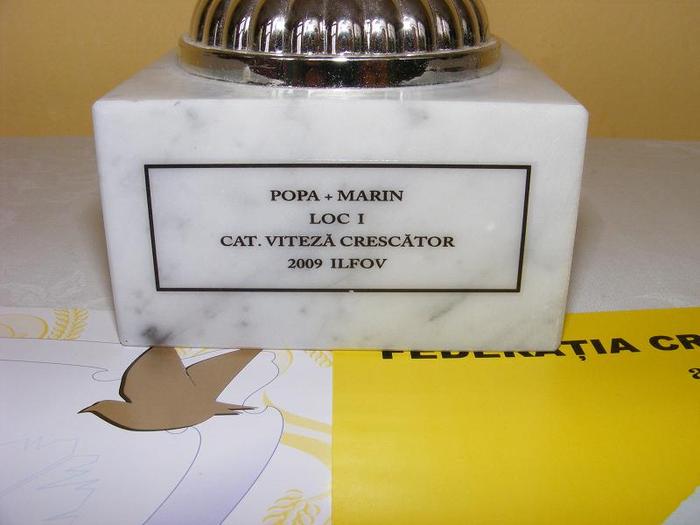 POPA + MARIN
LOC I
CAT. VITEZĂ CRESCĂTOR
2009 ILFOV
FEDERAȚIA CR